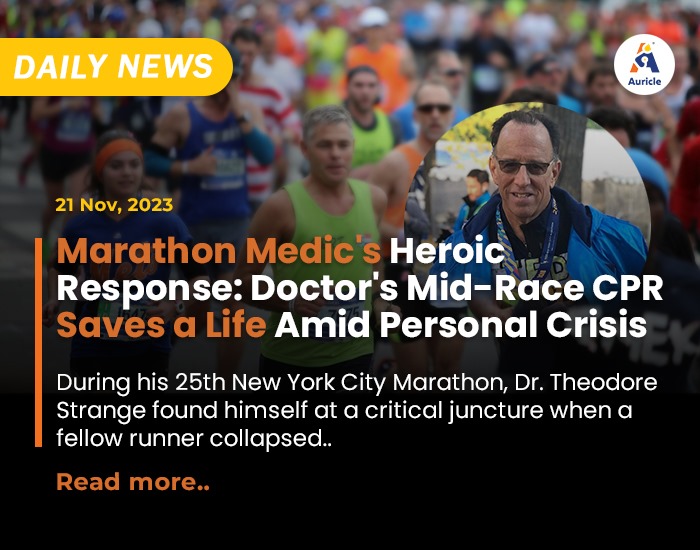 DAILY NEWS
Auricle
21 Nov, 2023
Marathon Medic's Heroic
Response: Doctor's Mid-Race CPR
Saves a Life Amid Personal Crisis
During his 25th New York City Marathon, Dr. Theodore
Strange found himself at a critical juncture when a
fellow runner collapsed..
Read more..